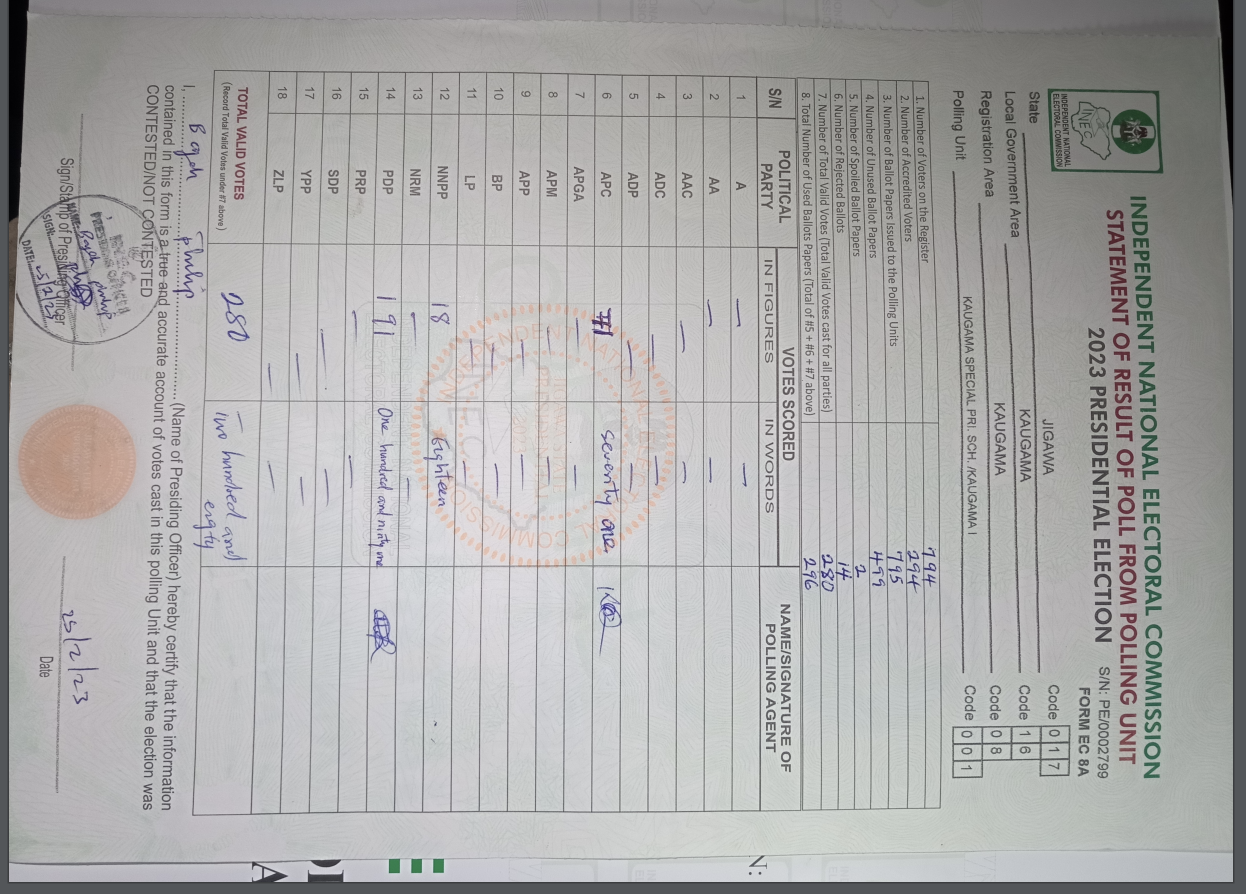 INDEPENDENT NATIONAL ELECTORAL COMMISSION
STATEMENT OF RESULT OF POLL FROM POLLING UNIT
2023 PRESIDENTIAL ELECTION
S/N: PE/0002799
FORM EC 8A
INEC
INDEPENDENT NATIONAL ELECTORAL COMMISSION
State JIGAWA Code 0 1 7
Local Government Area KAUGAMA Code 1 6
Registration Area KAUGAMA Code 0 8
Polling Unit KAUGAMA SPECIAL PRI. SCH. /KAUGAMA I Code 0 0 1
1. Number of Voters on the Register 794
2. Number of Accredited Voters 294
3. Number of Ballot Papers Issued to the Polling Units 795
4. Number of Unused Ballot Papers 499
5. Number of Spoiled Ballot Papers 2
6. Number of Rejected Ballots 14
7. Number of Total Valid Votes (Total Valid Votes cast for all parties) 280
8. Total Number of Used Ballots Papers (Total of #5 + #6 + #7 above) 296
S/N POLITICAL PARTY VOTES SCORED NAME/SIGNATURE OF POLLING AGENT
IN FIGURES IN WORDS
1 A — —
2 AA — —
3 AAC — —
4 ADC — —
5 ADP — —
6 APC 71 Seventy one
7 APGA — —
8 APM — —
9 APP — —
10 BP — —
11 LP — —
12 NNPP 18 Eighteen
13 NRM — —
14 PDP 191 One hundred and ninty one
15 PRP — —
16 SDP — —
17 YPP — —
18 ZLP — —
TOTAL VALID VOTES 280 Two hundred and eigty
(Record Total Valid Votes under #7 above)
I, ........ Philip ........ (Name of Presiding Officer) hereby certify that the information
contained in this form is a true and accurate account of votes cast in this polling Unit and that the election was
CONTESTED/NOT CONTESTED
PRESIDING OFFICER
NAME:
SIGN:
DATE: 25/2/23
Sign/Stamp of Presiding Officer
25/2/23
Date